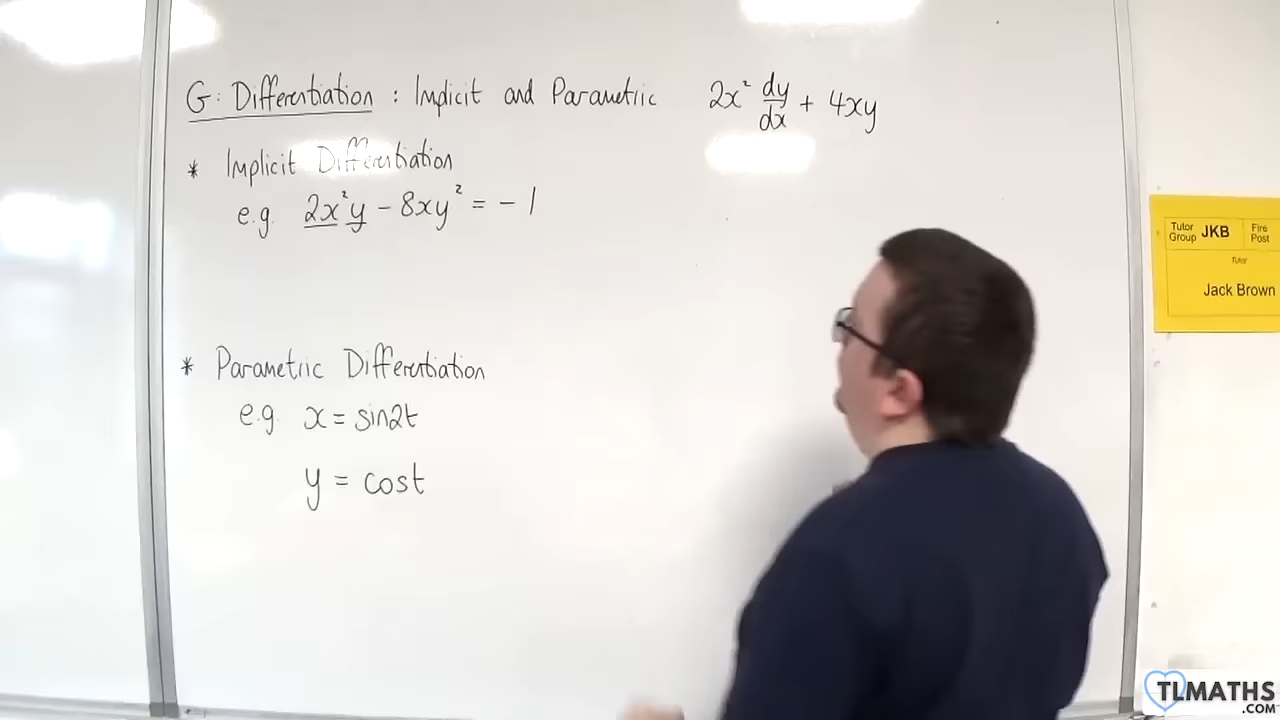 G: Differentiation : Implicit and Parametric
2x² dy/dx + 4xy
* Implicit Differentiation
e.g. 2x²y - 8xy² = -1
* Parametric Differentiation
e.g. x = sin2t
y = cost
Tutor Group JKB Fire Post
Tutor
Jack Brown
TLMATHS
.COM